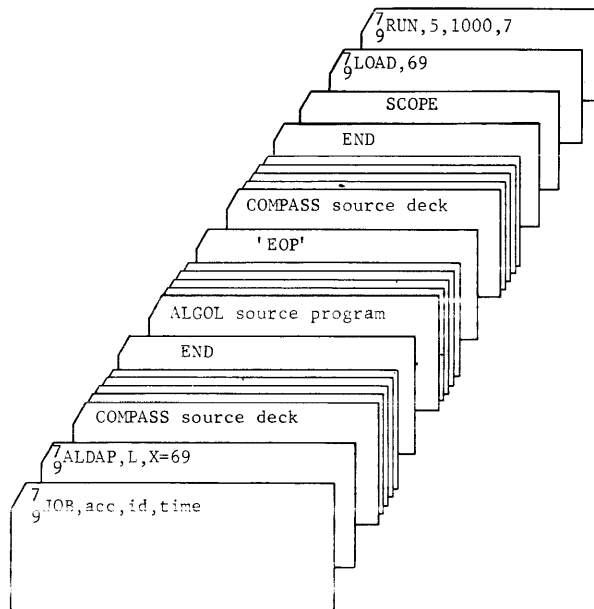 7
9RUN,5,1000,7
7
9LOAD,69
SCOPE
END
COMPASS source deck
'EOP'
ALGOL source program
END
COMPASS source deck
7
9ALDAP,L,X=69
7
9JOB,acc,id,time